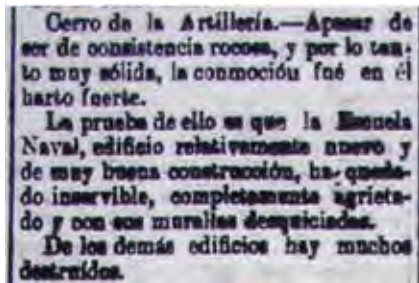 Cerro de la Artillería.—Apesar de
ser de consistencia rocosa, y por lo tan-
to muy sólida, la conmoción fué en él
harto fuerte.
La prueba de ello es que la Escuela
Naval, edificio relativamente nuevo y
de muy buena construcción, ha queda-
do inservible, completamente agrieta-
do y con sus murallas desquiciadas.
De los demás edificios hay muchos
destruídos.